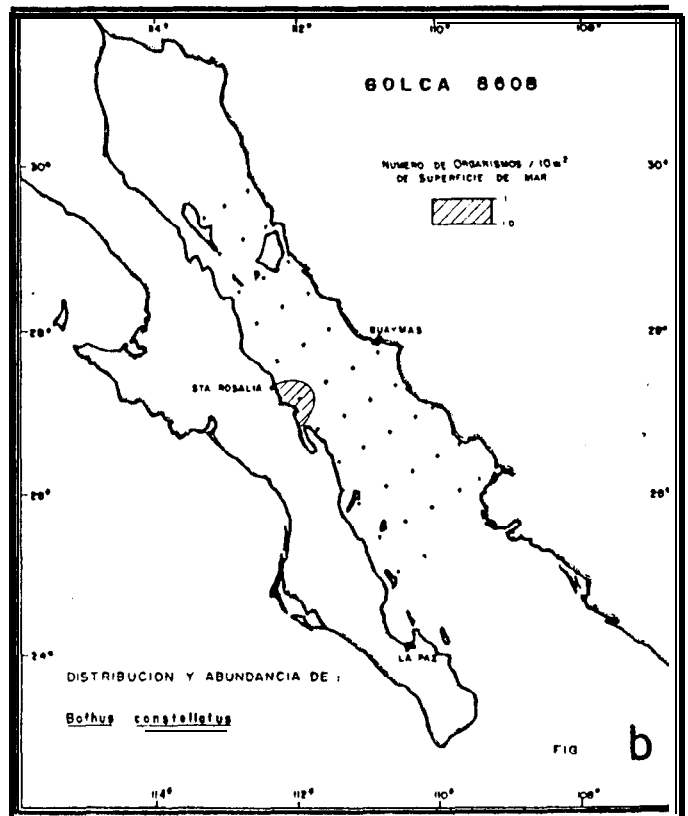 114° 112° 110° 108°
GOLCA 8608
NUMERO DE ORGANISMOS / 10 m²
DE SUPERFICIE DE MAR
1
10
30° 30°
28° 28°
GUAYMAS
STA ROSALIA
26° 26°
24°
LA PAZ
DISTRIBUCION Y ABUNDANCIA DE :
Bothus constellatus
FIG b
114° 112° 110° 108°